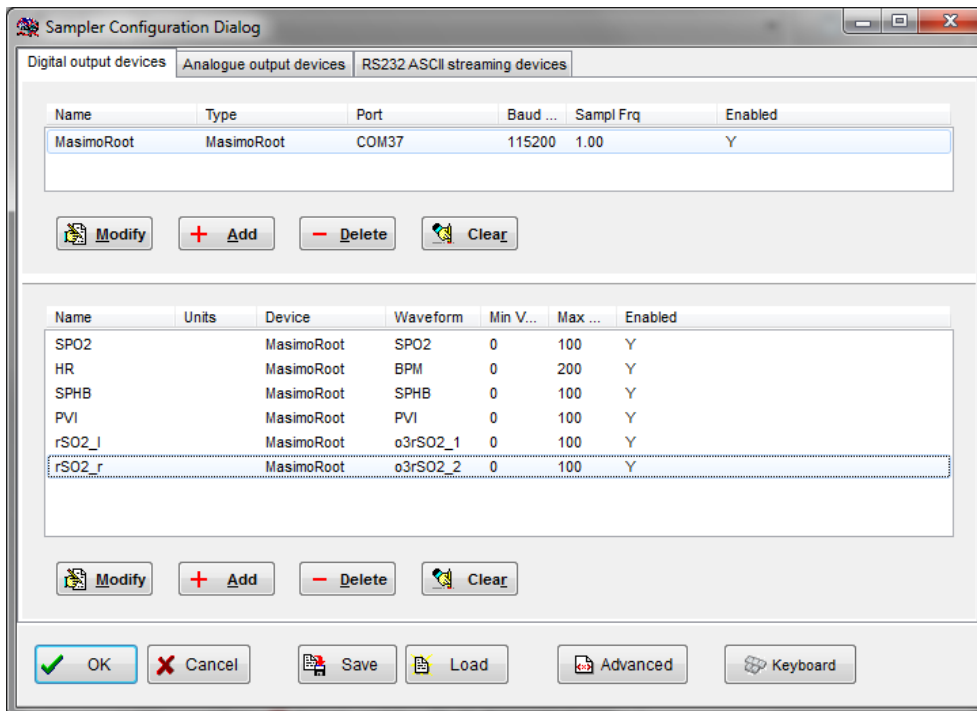 Sampler Configuration Dialog
Digital output devices Analogue output devices RS232 ASCII streaming devices
Name Type Port Baud ... Sampl Frq Enabled
MasimoRoot MasimoRoot COM37 115200 1.00 Y
Modify Add Delete Clear
Name Units Device Waveform Min V... Max ... Enabled
SPO2 MasimoRoot SPO2 0 100 Y
HR MasimoRoot BPM 0 200 Y
SPHB MasimoRoot SPHB 0 100 Y
PVI MasimoRoot PVI 0 100 Y
rSO2_l MasimoRoot o3rSO2_1 0 100 Y
rSO2_r MasimoRoot o3rSO2_2 0 100 Y
Modify Add Delete Clear
OK Cancel Save Load Advanced Keyboard